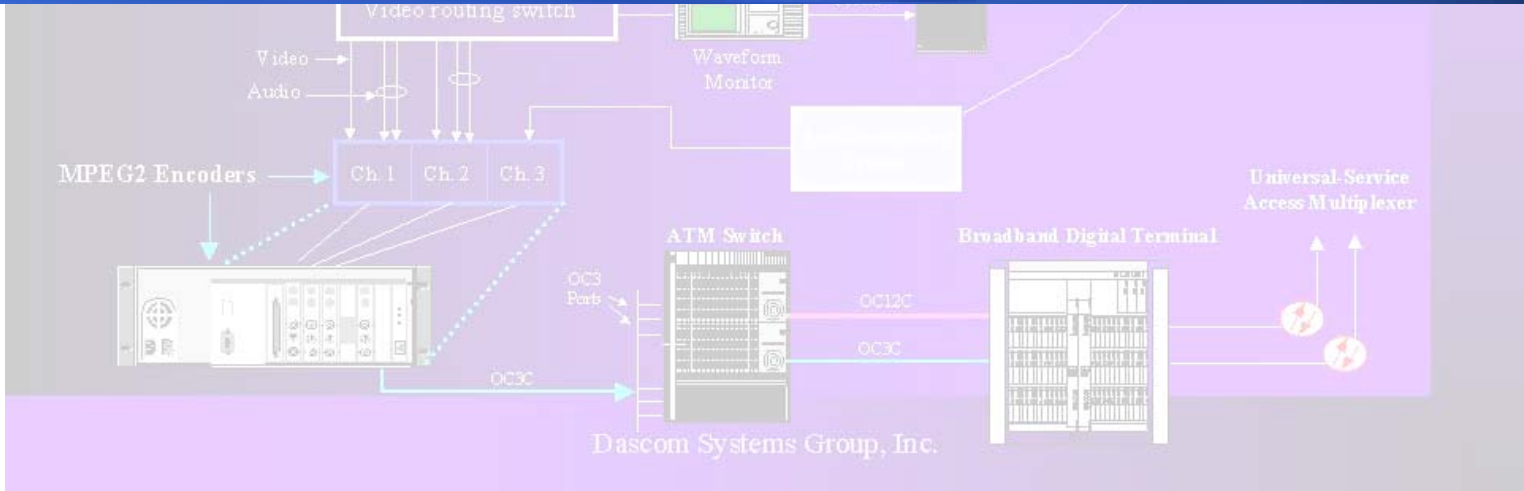 Video routing switch
Video
Audio
Waveform
Monitor
MPEG2 Encoders
Ch. 1
Ch. 2
Ch. 3
Universal-Service
Access Multiplexer
ATM Switch
Broadband Digital Terminal
OC3
Ports
OC12C
OC3C
OC3C
Dascom Systems Group, Inc.